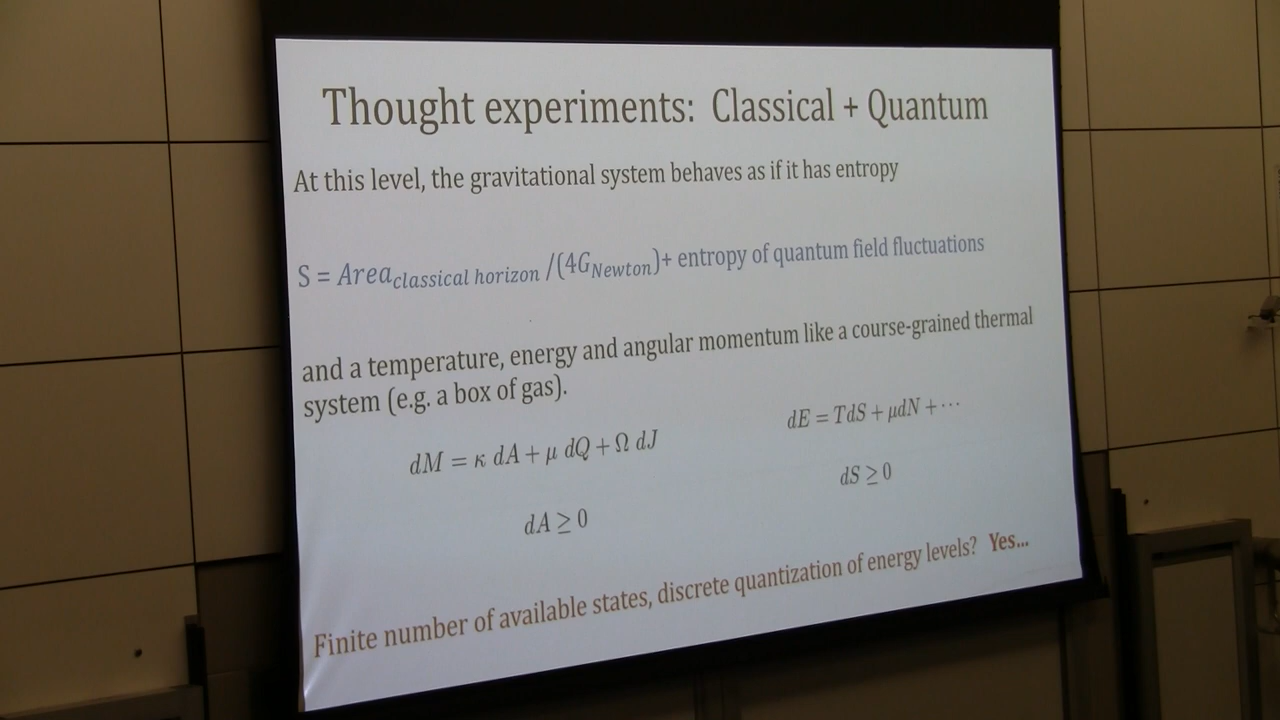 Thought experiments: Classical + Quantum
At this level, the gravitational system behaves as if it has entropy
S = Area_classical horizon /(4G_Newton)+ entropy of quantum field fluctuations
and a temperature, energy and angular momentum like a course-grained thermal
system (e.g. a box of gas).
dM = κ dA + μ dQ + Ω dJ
dE = TdS + μdN + ⋯
dA ≥ 0
dS ≥ 0
Finite number of available states, discrete quantization of energy levels? Yes...